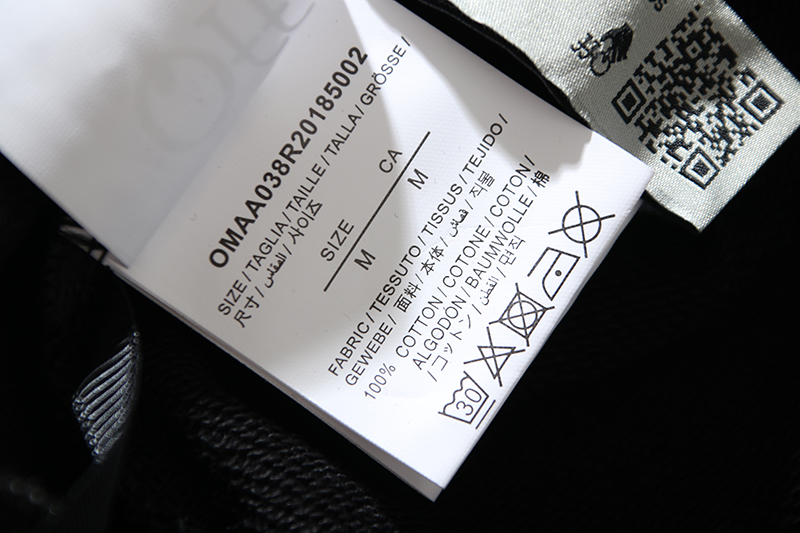 OMAA038R20185002
SIZE / TAGLIA / TAILLE / TALLA / GRÖSSE /
尺寸 / المقاس / 사이즈
SIZE CA
M M
FABRIC / TESSUTO / TISSUS / TEJIDO /
GEWEBE / 面料 / 本体 / قماش / 직물
100% COTTON / COTONE / COTON /
ALGODON / BAUMWOLLE / 棉
/ コットン / القطن / 단직
30